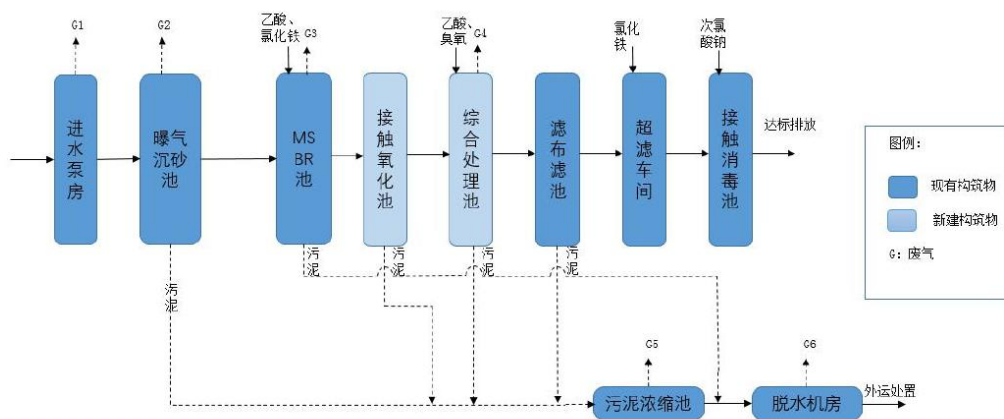 G1
G2
乙酸、
氯化铁
G3
乙酸、
臭氧
G4
氯化
铁
次氯
酸钠
进水泵房
曝气沉砂池
MSBR池
接触氧化池
综合处理池
滤布滤池
超滤车间
接触消毒池
达标排放
图例：
现有构筑物
新建构筑物
G：废气
污泥
污泥
污泥
污泥
污泥
G5
G6
污泥浓缩池
脱水机房
外运处置